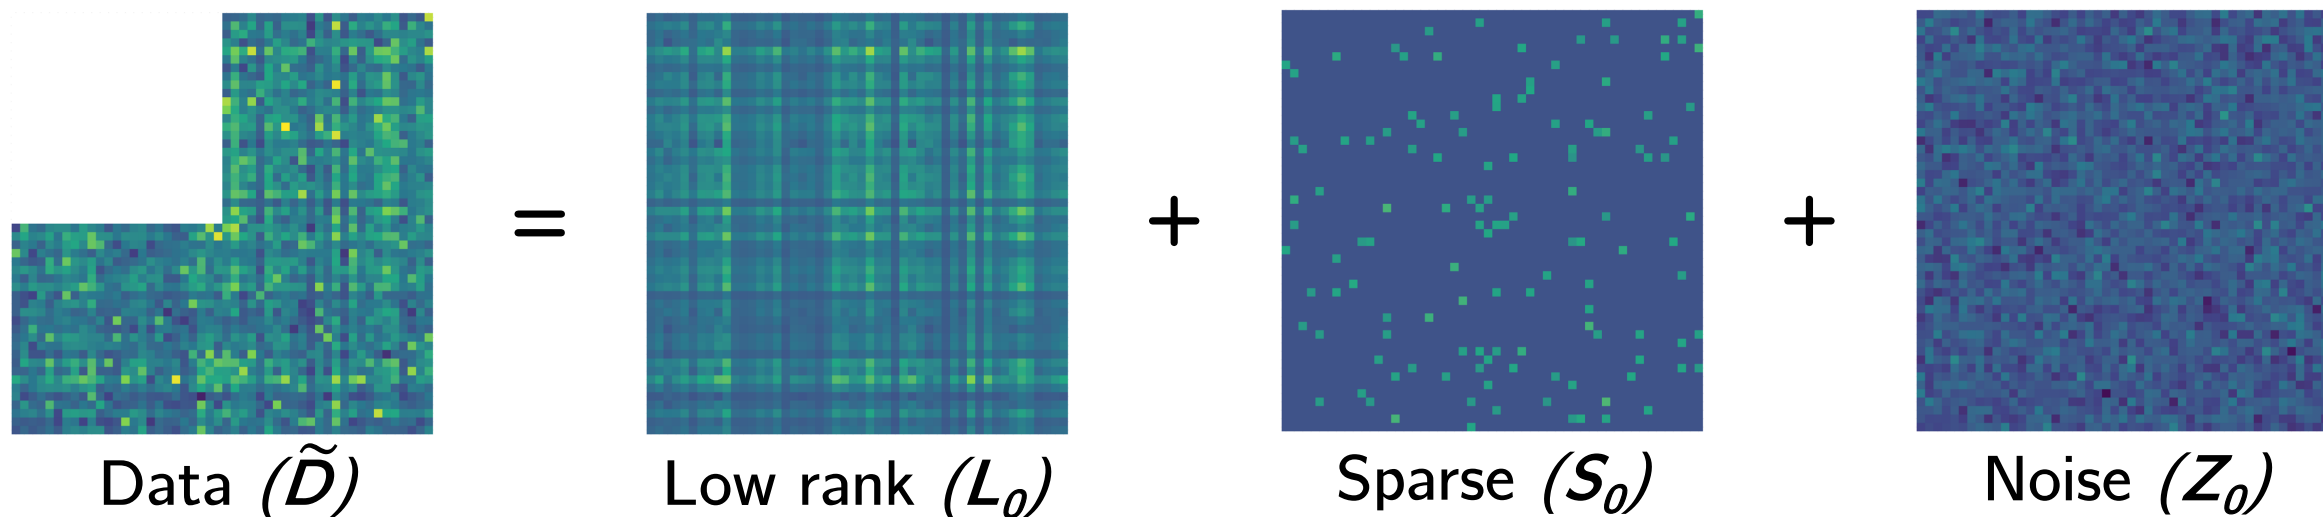 Data (D̃) = Low rank (L₀) + Sparse (S₀) + Noise (Z₀)